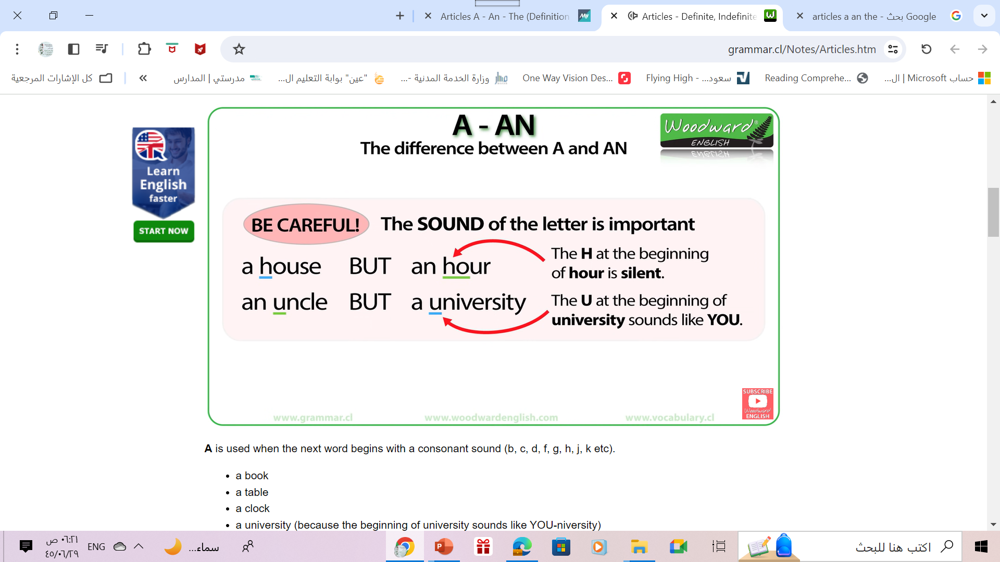 Articles A - An - The (Definition
Articles - Definite, Indefinite
articles a an the - بحث Google
grammar.cl/Notes/Articles.htm
كل الإشارات المرجعية
مدرستي | المدارس
...عين" بوابة التعليم ال"
...- وزارة الخدمة المدنية
One Way Vision Des...
Flying High - ...سعود
Reading Comprehe...
حساب Microsoft | ال...
Learn
English
faster
START NOW
A - AN
The difference between A and AN
Woodward®
ENGLISH
BE CAREFUL! The SOUND of the letter is important
a house BUT an hour
The H at the beginning
of hour is silent.
an uncle BUT a university
The U at the beginning of
university sounds like YOU.
SUBSCRIBE
Woodward
ENGLISH
www.grammar.cl www.woodwardenglish.com www.vocabulary.cl
A is used when the next word begins with a consonant sound (b, c, d, f, g, h, j, k etc).
• a book
• a table
• a clock
• a university (because the beginning of university sounds like YOU-niversity)
٠٦:٢١ ص
٤٥/٠٦/٢٩
ENG
سماء...
اكتب هنا للبحث